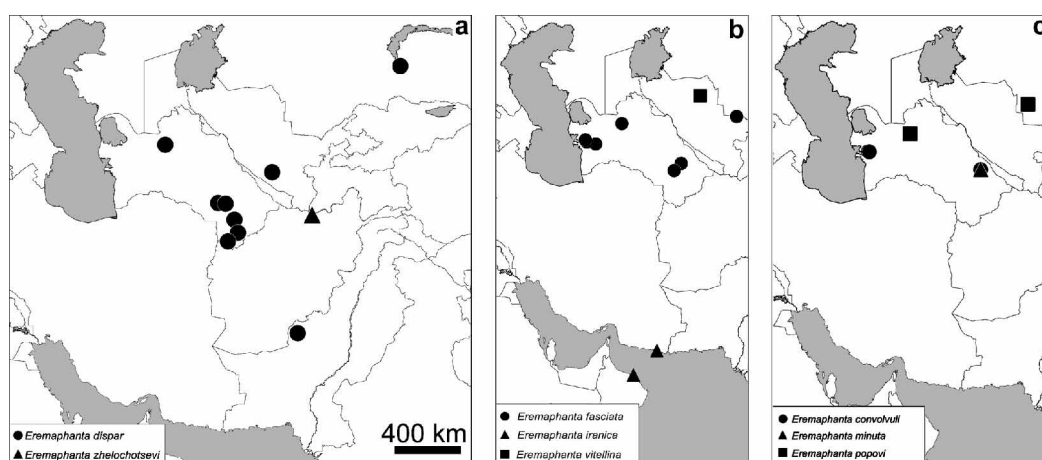 a
b
c
Eremaphanta dispar
Eremaphanta zhelochotsevi
400 km
Eremaphanta fasciata
Eremaphanta iranica
Eremaphanta vitellina
Eremaphanta convolvuli
Eremaphanta minuta
Eremaphanta popovi